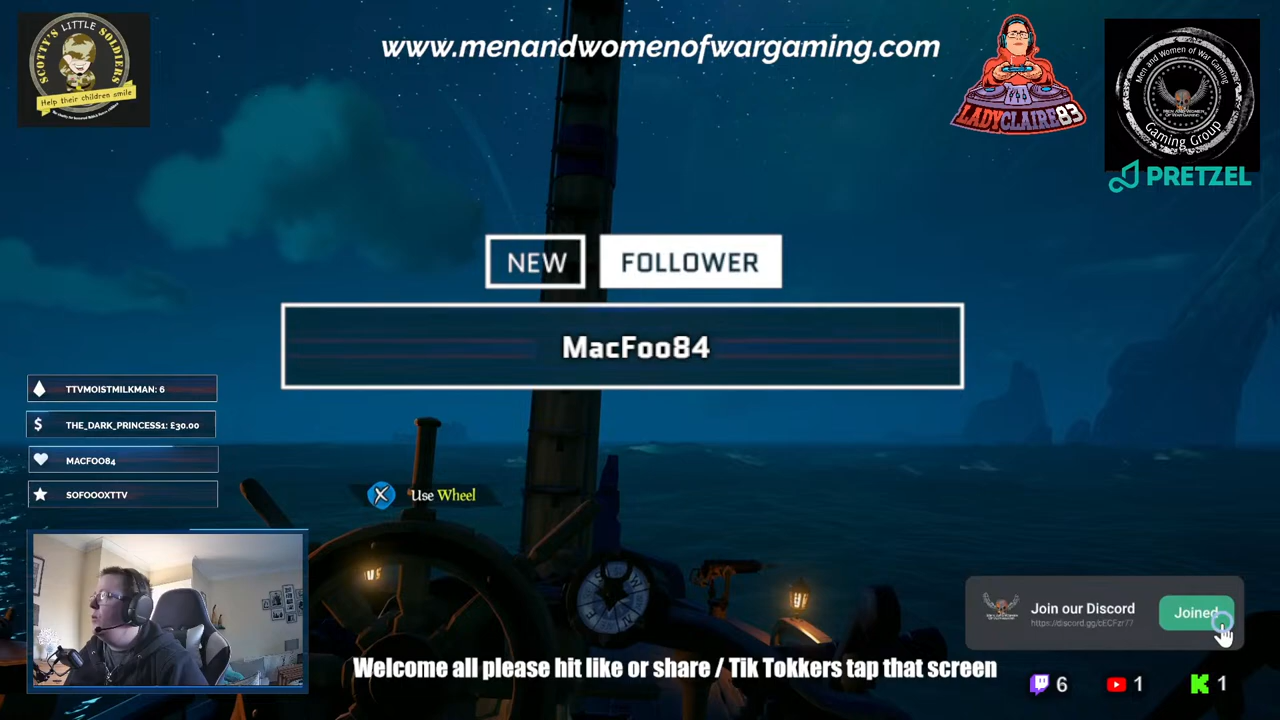 www.menandwomenofwargaming.com
SCOTTY'S LITTLE SOLDIERS
Help their children smile
LADYCLAIRE83
Men and Women of War Gaming
Gaming Group
PRETZEL
NEW FOLLOWER
MacFoo84
TTVMOISTMILKMAN: 6
$ THE_DARK_PRINCESS1: £30.00
MACFOO84
SOFOOOXTTV
X Use Wheel
Join our Discord
Joined
Welcome all please hit like or share / Tik Tokkers tap that screen
6 1 K 1